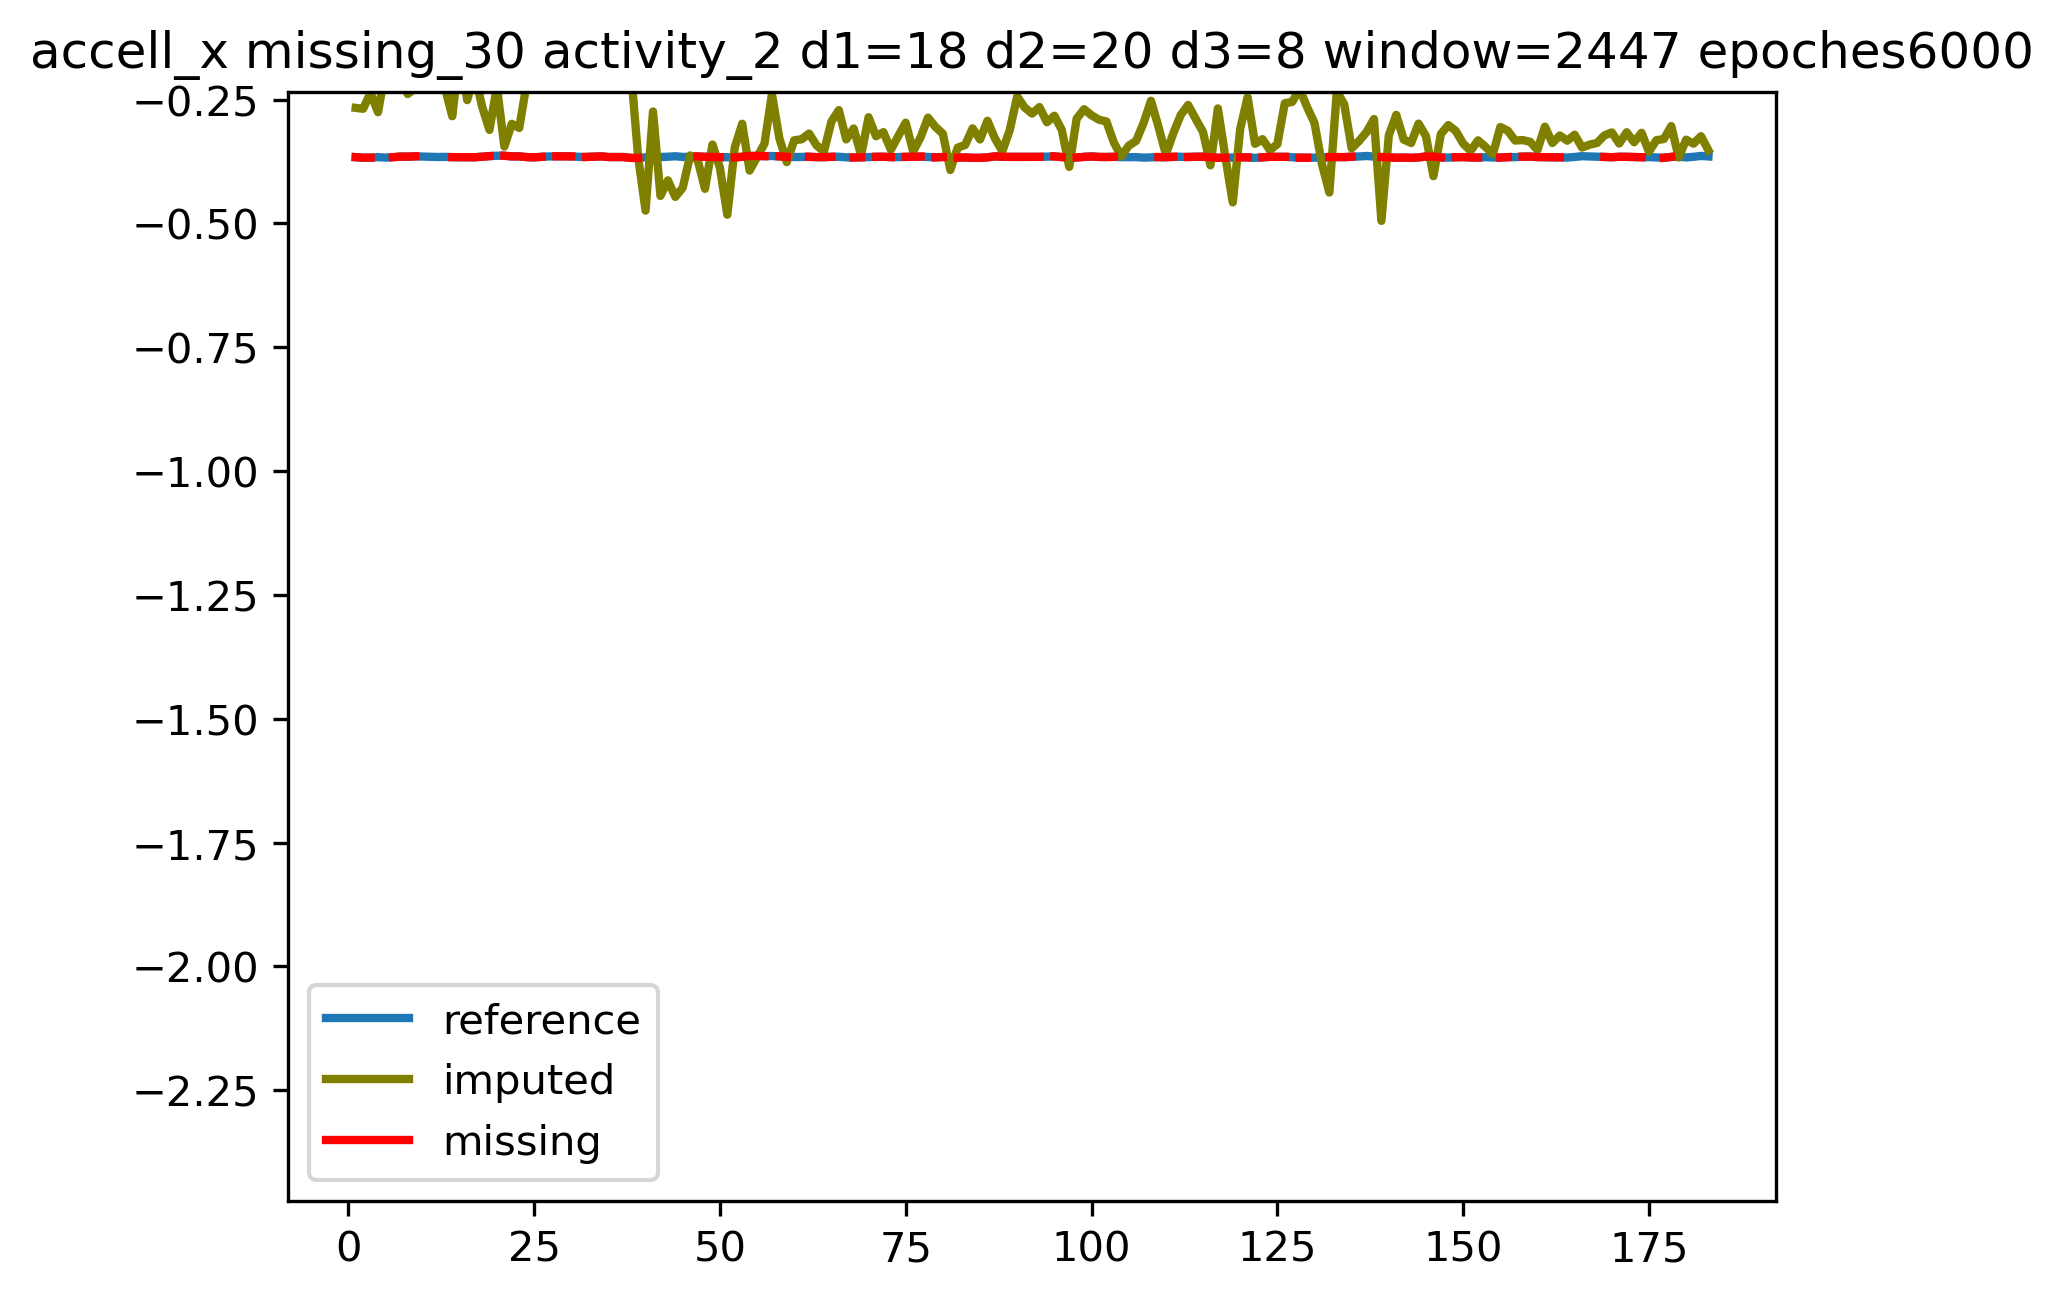 accell_x missing_30 activity_2 d1=18 d2=20 d3=8 window=2447 epoches6000
−0.25
−0.50
−0.75
−1.00
−1.25
−1.50
−1.75
−2.00
−2.25
reference
imputed
missing
0 25 50 75 100 125 150 175